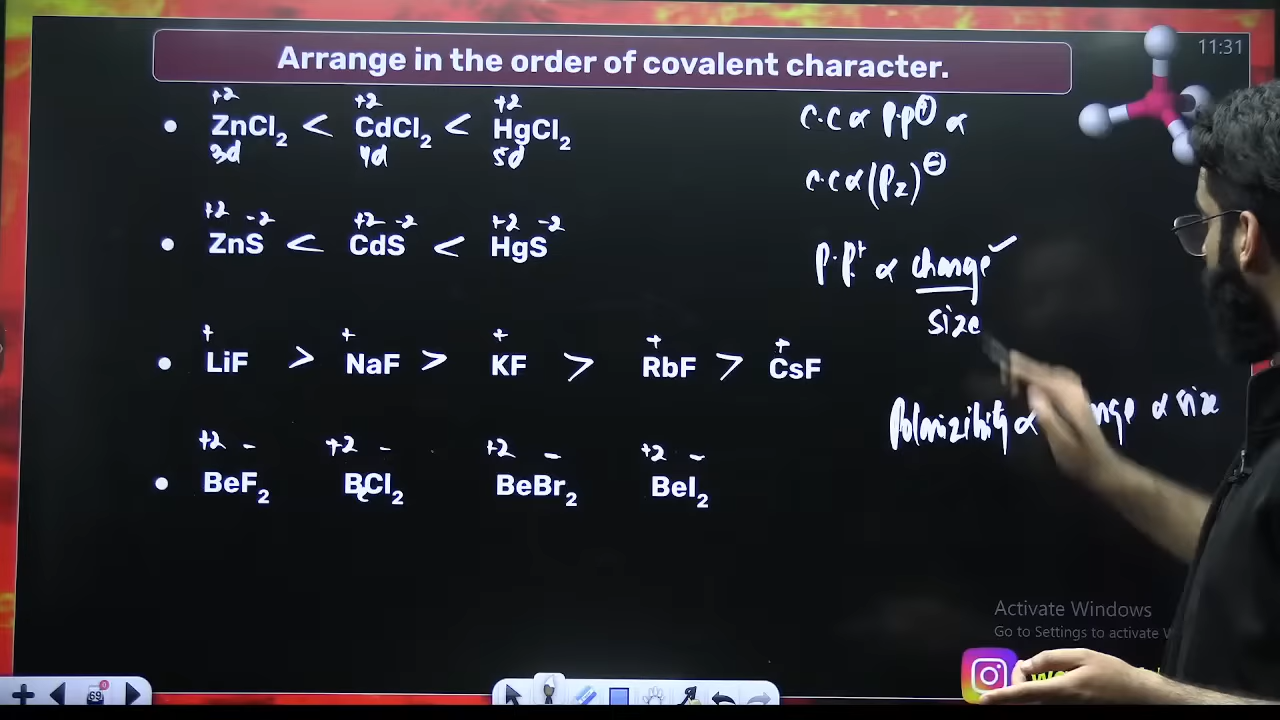 11:31
Arrange in the order of covalent character.
+2 +2 +2
ZnCl2 < CdCl2 < HgCl2
3d 4d 5d
c.c ∝ P.P⊕ ∝
c.c ∝ (Pz)⊖
+2 -2 +2 -2 +2 -2
ZnS < CdS < HgS
P.P+ ∝ charge ✓
size
+ + + + +
LiF > NaF > KF > RbF > CsF
Polarizibility ∝ ∝ size
+2 - +2 - +2 - +2 -
BeF2 BeCl2 BeBr2 BeI2
Activate Windows
Go to Settings to activate
69